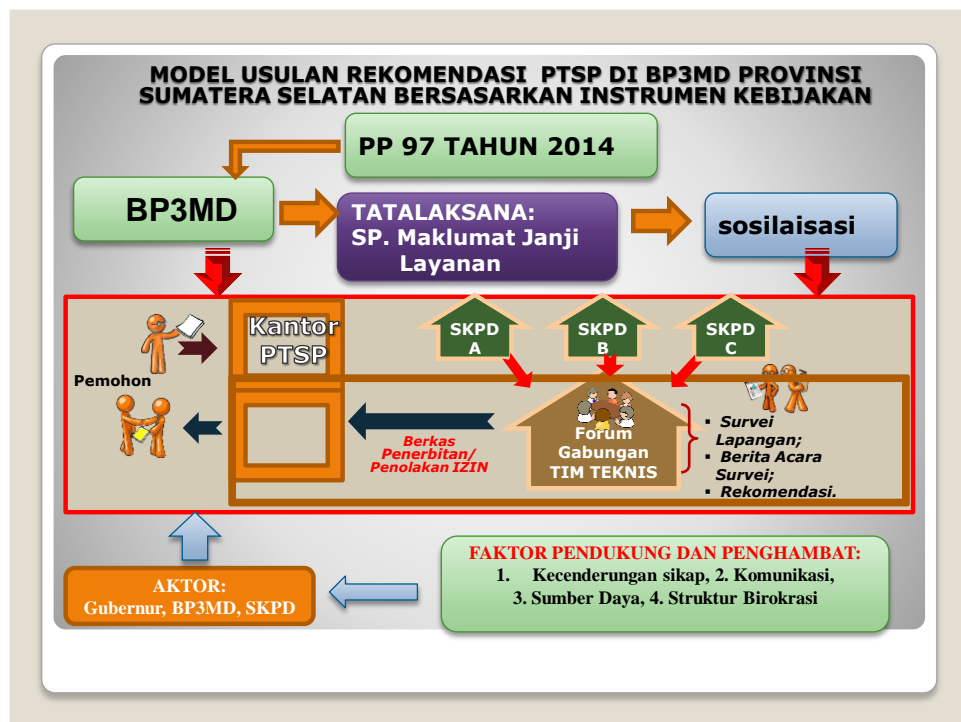 MODEL USULAN REKOMENDASI PTSP DI BP3MD PROVINSI
SUMATERA SELATAN BERSASARKAN INSTRUMEN KEBIJAKAN
PP 97 TAHUN 2014
BP3MD
TATALAKSANA:
SP. Maklumat Janji
Layanan
sosilaisasi
Kantor
PTSP
SKPD
A
SKPD
B
SKPD
C
Pemohon
Berkas
Penerbitan/
Penolakan IZIN
Forum
Gabungan
TIM TEKNIS
▪ Survei
Lapangan;
▪ Berita Acara
Survei;
▪ Rekomendasi.
AKTOR:
Gubernur, BP3MD, SKPD
FAKTOR PENDUKUNG DAN PENGHAMBAT:
1. Kecenderungan sikap, 2. Komunikasi,
3. Sumber Daya, 4. Struktur Birokrasi